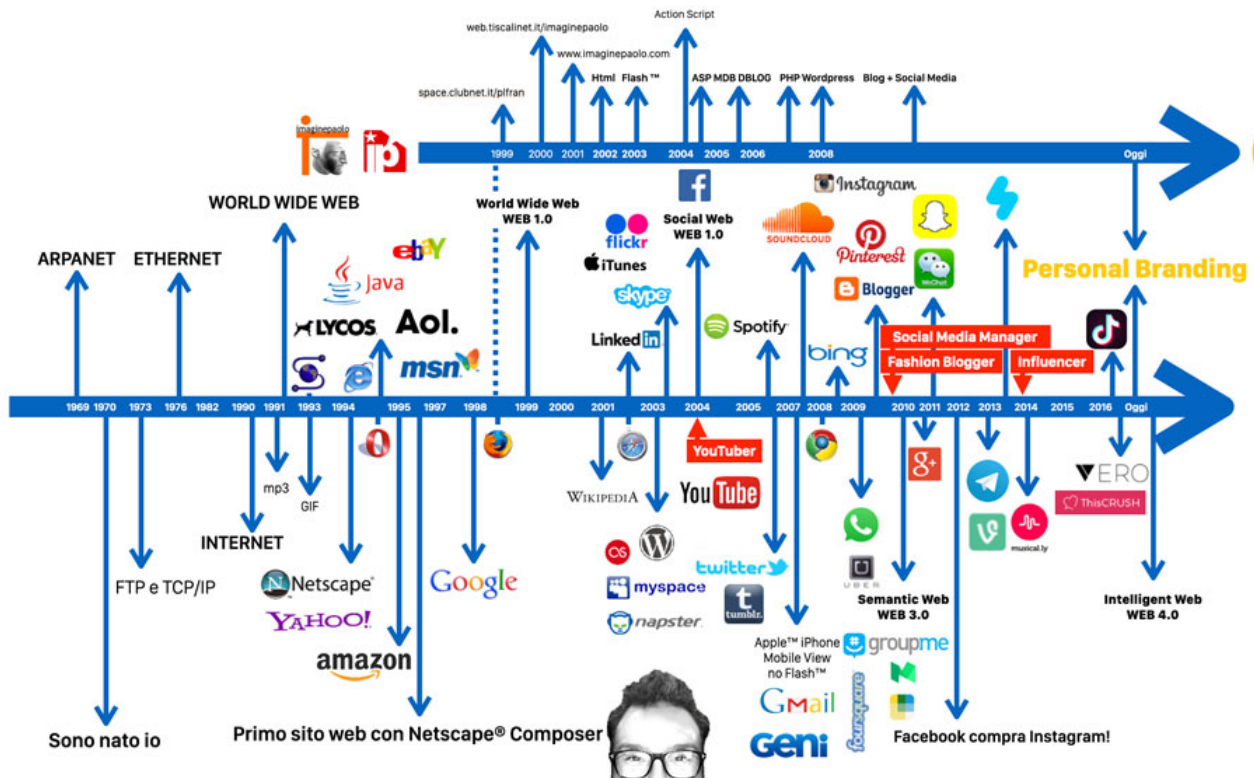 Action Script
web.tiscalinet.it/imaginepaolo
www.imaginepaolo.com
Html Flash ™ ASP MDB DBLOG PHP Wordpress Blog + Social Media
space.clubnet.it/plfran
imaginepaolo
1999 2000 2001 2002 2003 2004 2005 2006 2008 Oggi
WORLD WIDE WEB
World Wide Web
WEB 1.0
Social Web
WEB 1.0
Instagram
SOUNDCLOUD
flickr
iTunes
skype
Linked in
Spotify
bing
Pinterest
WeChat
Blogger
Personal Branding
ARPANET
ETHERNET
ebaY
Java
LYCOS
Aol.
msn
Social Media Manager
Fashion Blogger
Influencer
1969 1970 1973 1976 1982 1990 1991 1993 1994 1995 1997 1998 1999 2000 2001 2003 2004 2005 2007 2008 2009 2010 2011 2012 2013 2014 2015 2016 Oggi
YouTuber
g+
mp3
GIF
WIKIPEDIA
You Tube
VERO
ThisCRUSH
musical.ly
INTERNET
FTP e TCP/IP
N Netscape®
YAHOO!
amazon
Google
myspace
napster
twitter
t
tumblr.
UBER
Semantic Web
WEB 3.0
Intelligent Web
WEB 4.0
Apple™ iPhone
Mobile View
no Flash™
GMail
Geni
groupme
foursquare
Sono nato io
Primo sito web con Netscape® Composer
Facebook compra Instagram!